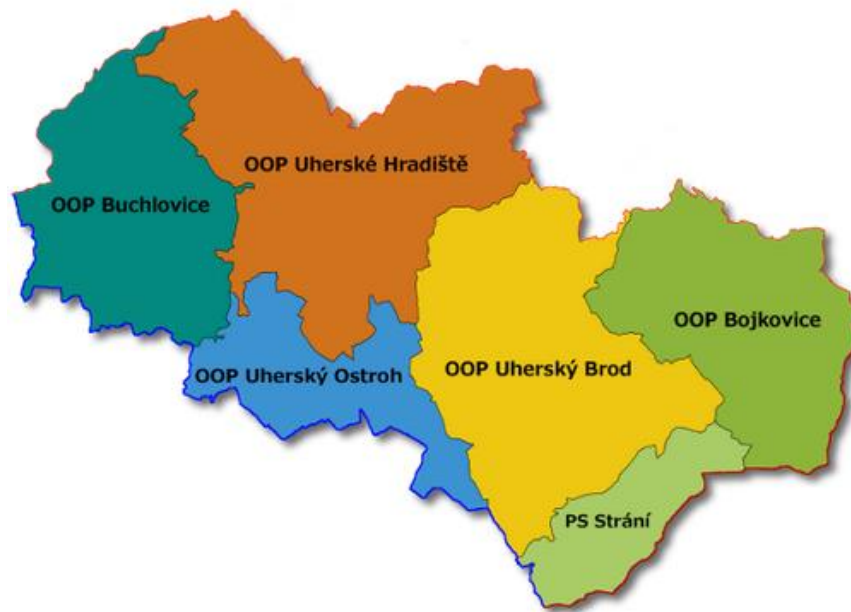 OOP Uherské Hradiště
OOP Buchlovice
OOP Bojkovice
OOP Uherský Ostroh
OOP Uherský Brod
PS Strání